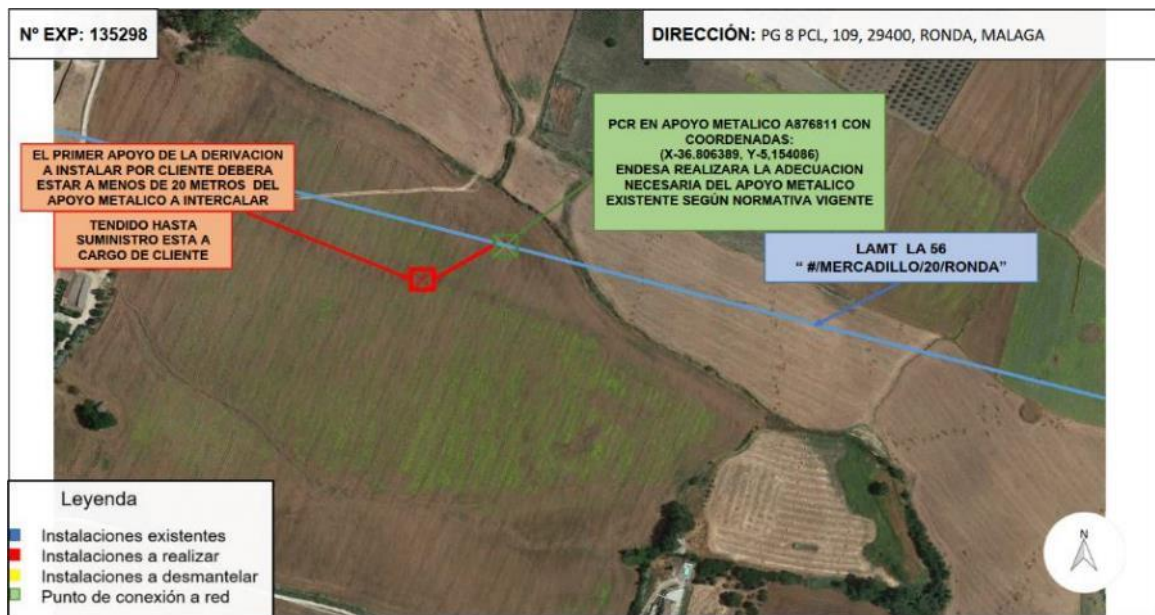 Nº EXP: 135298
DIRECCIÓN: PG 8 PCL, 109, 29400, RONDA, MALAGA
EL PRIMER APOYO DE LA DERIVACION
A INSTALAR POR CLIENTE DEBERA
ESTAR A MENOS DE 20 METROS DEL
APOYO METALICO A INTERCALAR
TENDIDO HASTA
SUMINISTRO ESTA A
CARGO DE CLIENTE
PCR EN APOYO METALICO A876811 CON
COORDENADAS:
(X-36.806389, Y-5,154086)
ENDESA REALIZARA LA ADECUACION
NECESARIA DEL APOYO METALICO
EXISTENTE SEGÚN NORMATIVA VIGENTE
LAMT LA 56
“ #/MERCADILLO/20/RONDA”
Leyenda
Instalaciones existentes
Instalaciones a realizar
Instalaciones a desmantelar
Punto de conexión a red
N